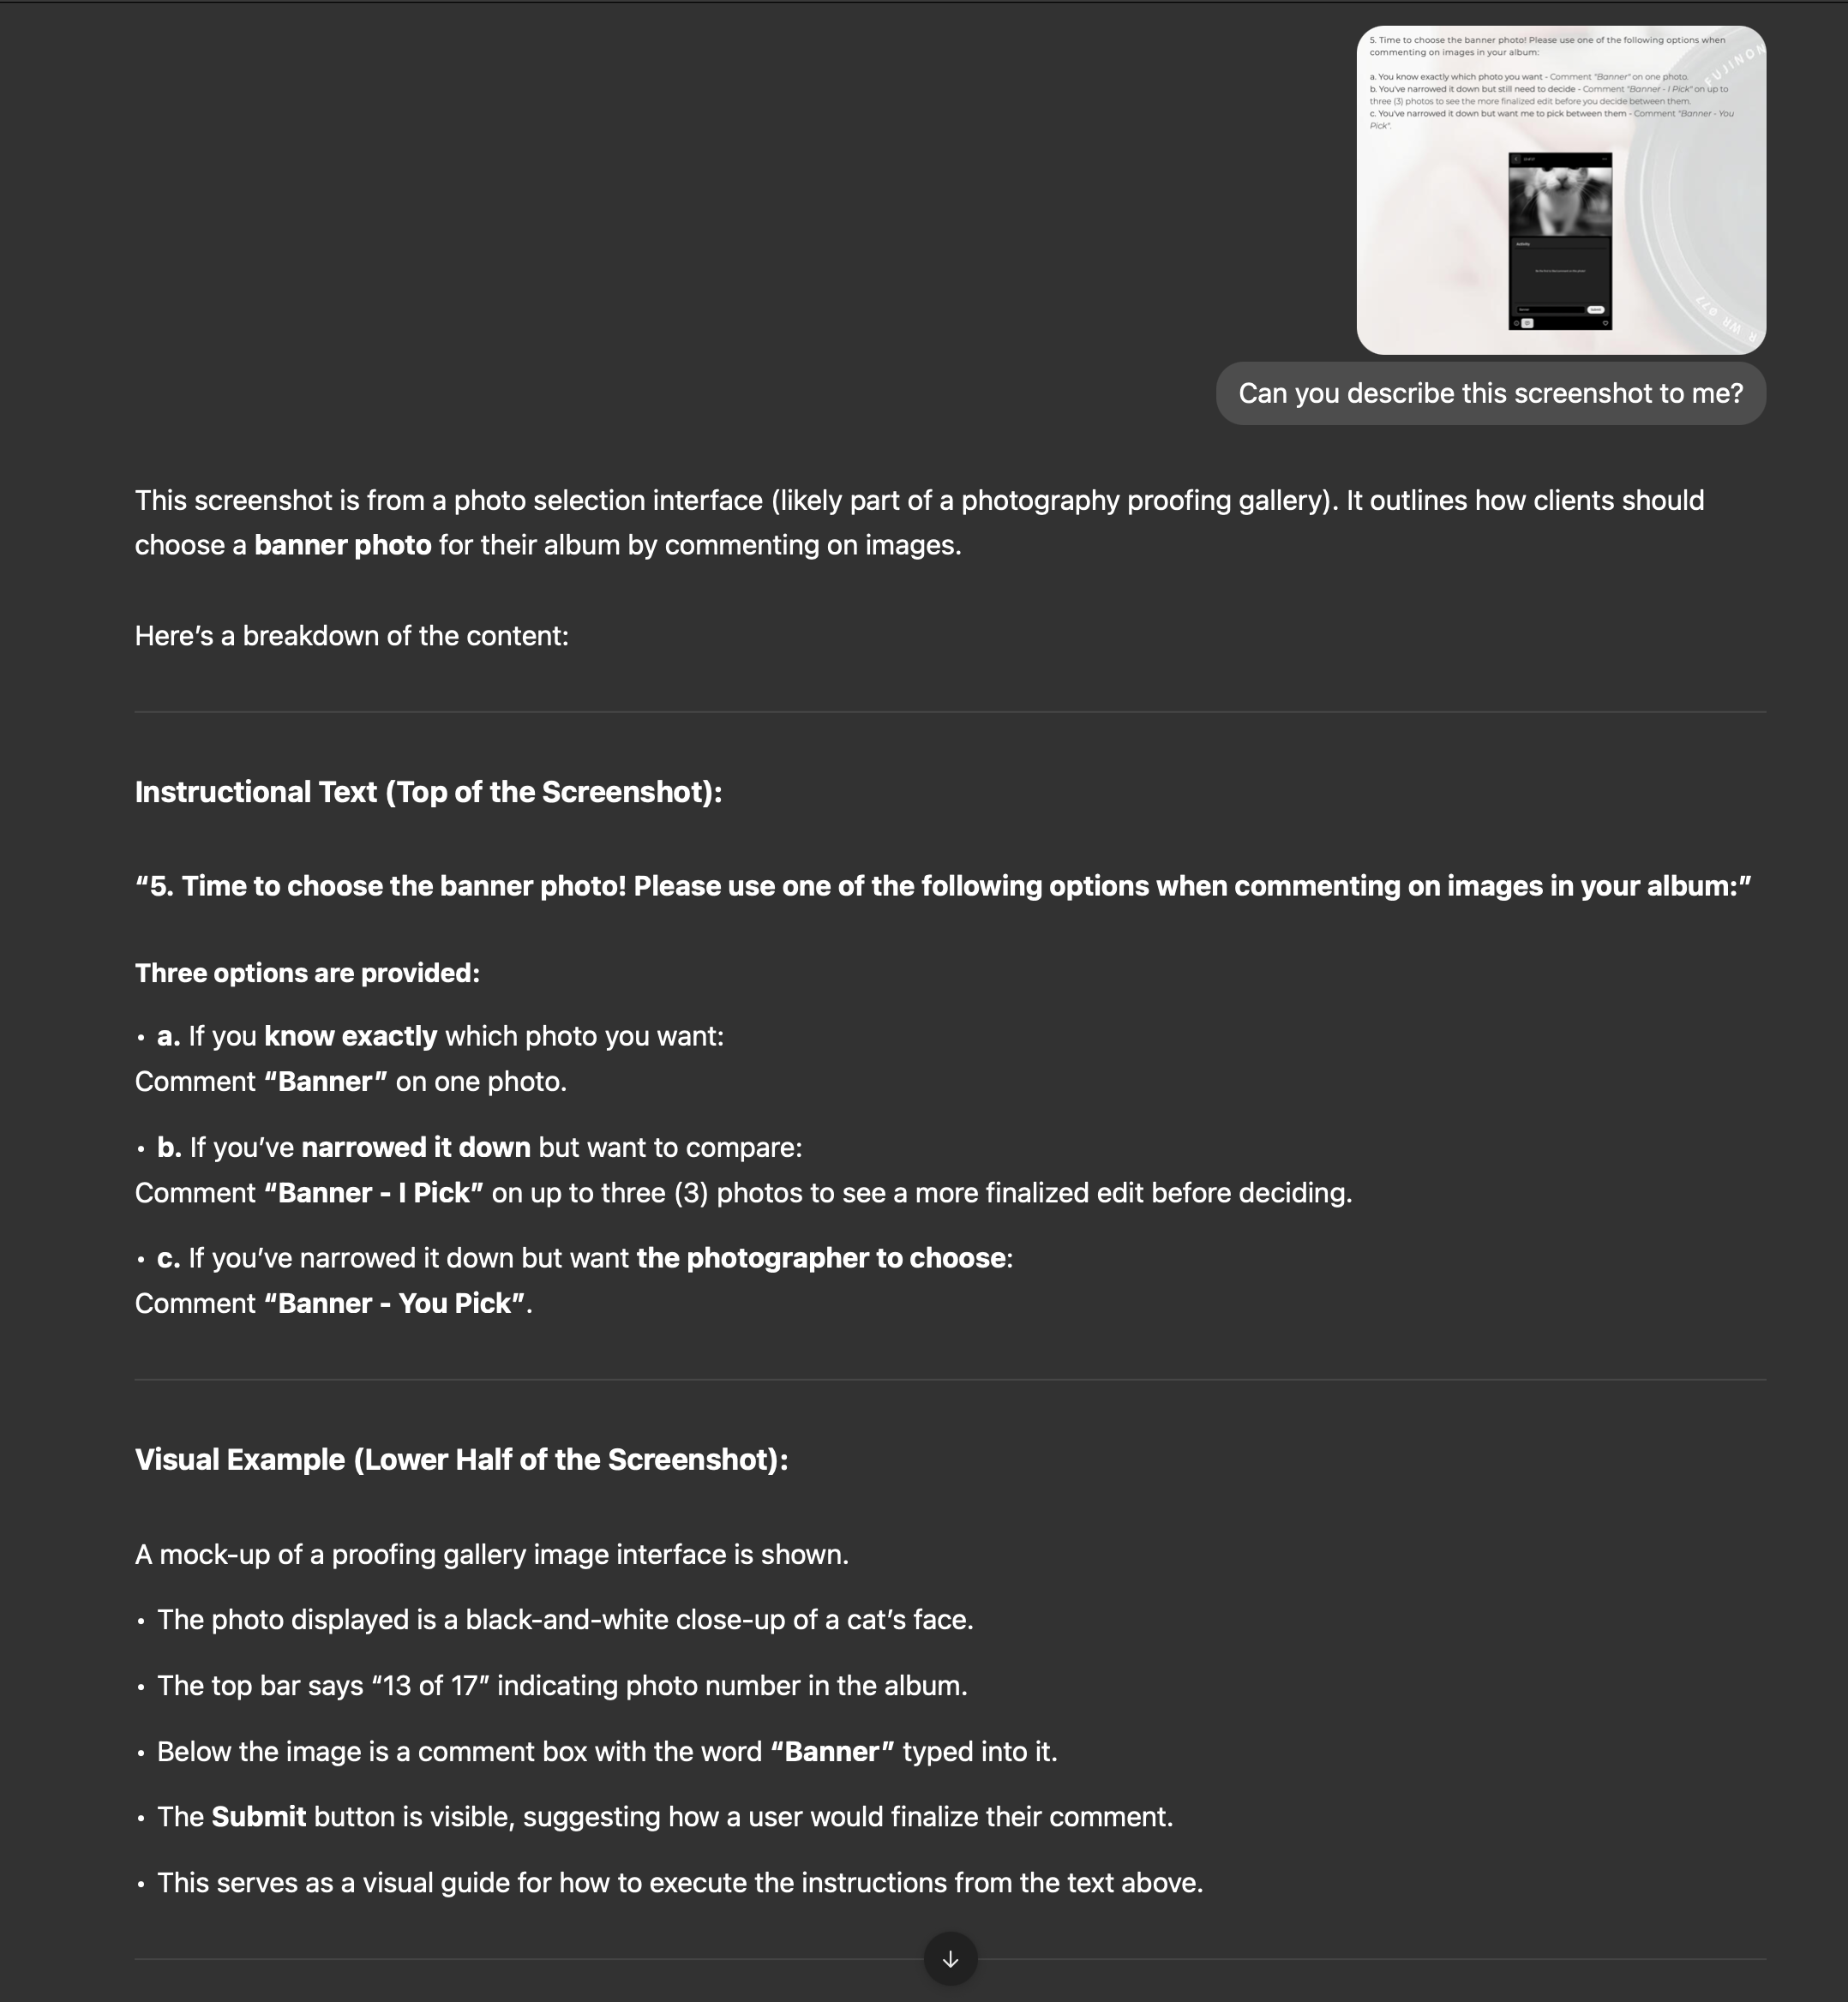 5. Time to choose the banner photo! Please use one of the following options when
commenting on images in your album:
a. You know exactly which photo you want - Comment "Banner" on one photo.
b. You've narrowed it down but still need to decide - Comment "Banner - I Pick" on up to
three (3) photos to see the more finalized edit before you decide between them.
c. You've narrowed it down but want me to pick between them - Comment "Banner - You
Pick".
FUJINON
R WR Ø77
Activity
Banner
Can you describe this screenshot to me?
This screenshot is from a photo selection interface (likely part of a photography proofing gallery). It outlines how clients should
choose a banner photo for their album by commenting on images.
Here’s a breakdown of the content:
Instructional Text (Top of the Screenshot):
“5. Time to choose the banner photo! Please use one of the following options when commenting on images in your album:”
Three options are provided:
• a. If you know exactly which photo you want:
Comment “Banner” on one photo.
• b. If you’ve narrowed it down but want to compare:
Comment “Banner - I Pick” on up to three (3) photos to see a more finalized edit before deciding.
• c. If you’ve narrowed it down but want the photographer to choose:
Comment “Banner - You Pick”.
Visual Example (Lower Half of the Screenshot):
A mock-up of a proofing gallery image interface is shown.
• The photo displayed is a black-and-white close-up of a cat’s face.
• The top bar says “13 of 17” indicating photo number in the album.
• Below the image is a comment box with the word “Banner” typed into it.
• The Submit button is visible, suggesting how a user would finalize their comment.
• This serves as a visual guide for how to execute the instructions from the text above.